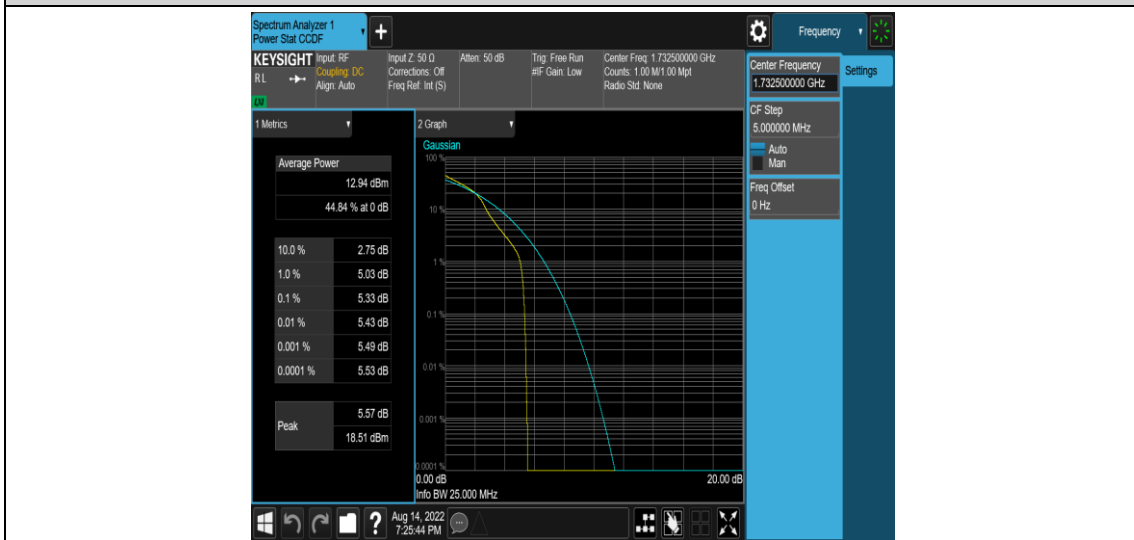 Spectrum Analyzer 1
Power Stat CCDF
+
Frequency
KEYSIGHT
RL
Input: RF
Coupling: DC
Align: Auto
Input Z: 50 Ω
Corrections: Off
Freq Ref: Int (S)
Atten: 50 dB
Trig: Free Run
#IF Gain: Low
Center Freq: 1.732500000 GHz
Counts: 1.00 M/1.00 Mpt
Radio Std: None
Center Frequency
1.732500000 GHz
Settings
CF Step
5.000000 MHz
Auto
Man
Freq Offset
0 Hz
1 Metrics
Average Power
12.94 dBm
44.84 % at 0 dB
10.0 % 2.75 dB
1.0 % 5.03 dB
0.1 % 5.33 dB
0.01 % 5.43 dB
0.001 % 5.49 dB
0.0001 % 5.53 dB
Peak 5.57 dB
18.51 dBm
2 Graph
Gaussian
100 %
10 %
1 %
0.1 %
0.01 %
0.001 %
0.0001 %
0.00 dB 20.00 dB
Info BW 25.000 MHz
?
Aug 14, 2022
7:25:44 PM